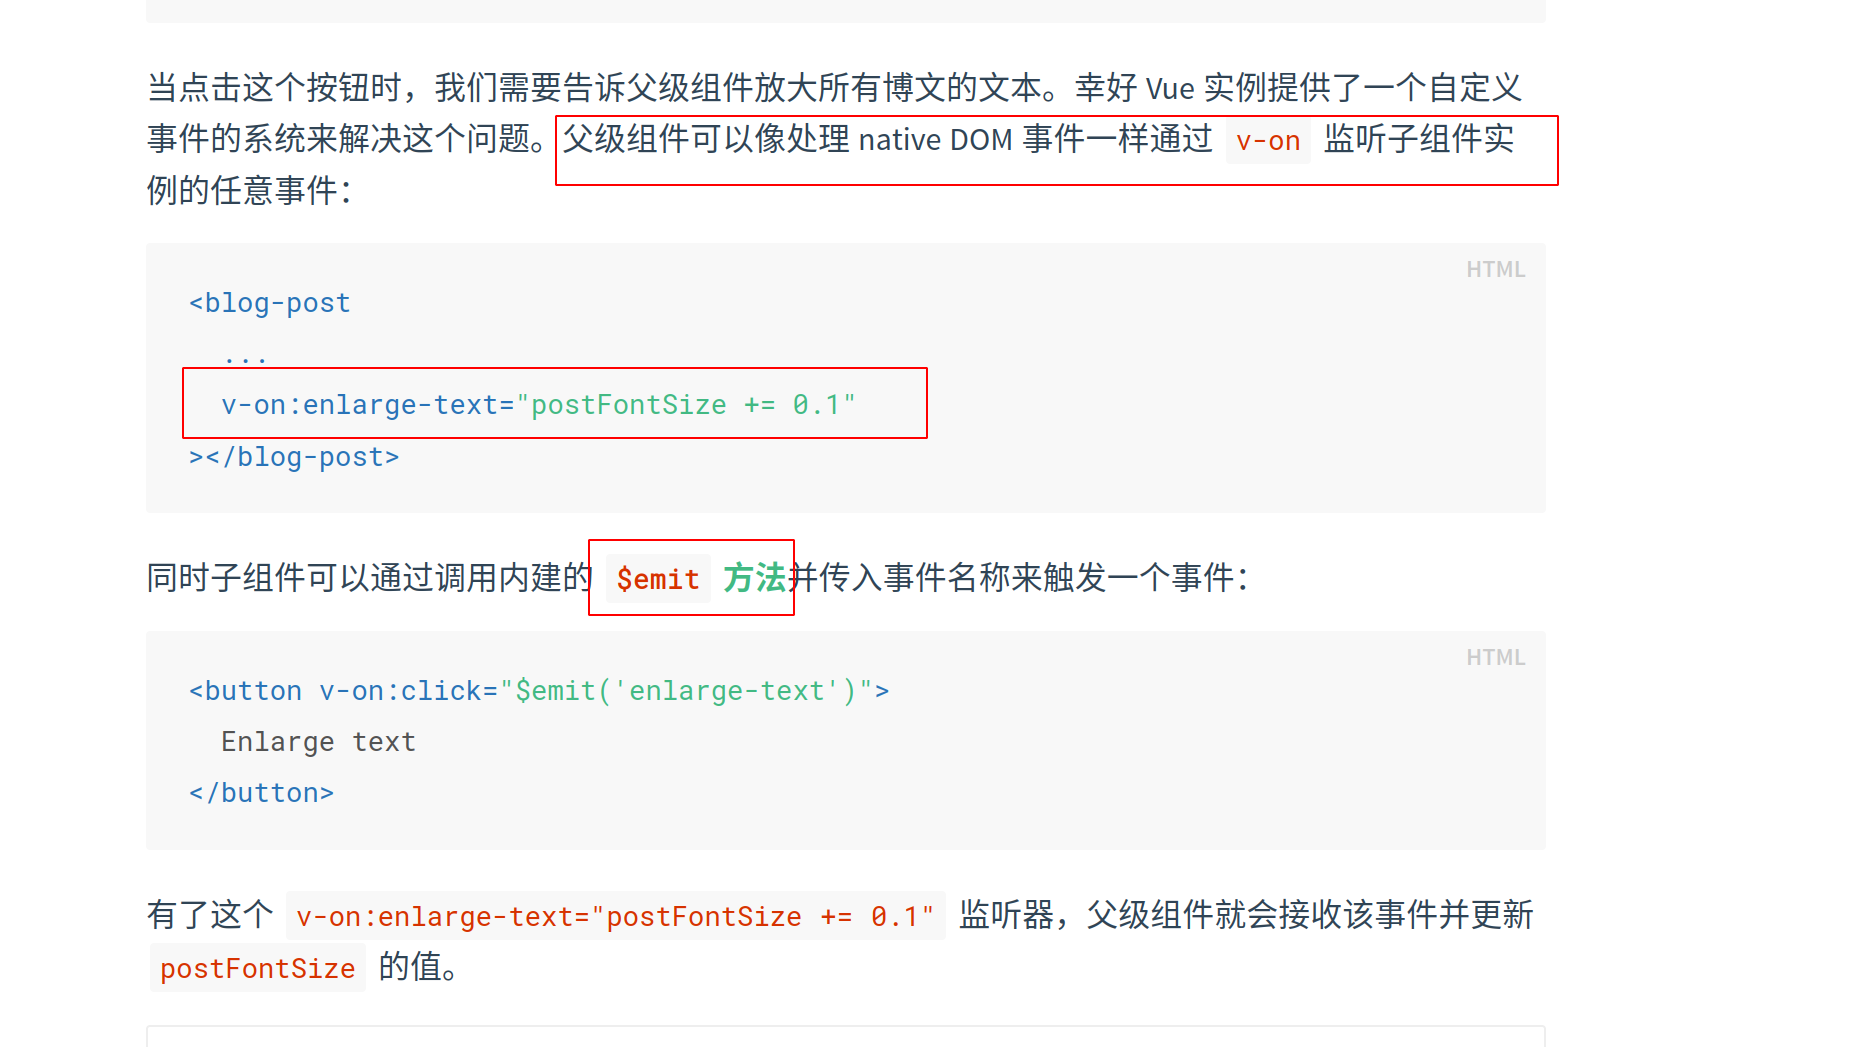 当点击这个按钮时，我们需要告诉父级组件放大所有博文的文本。幸好 Vue 实例提供了一个自定义
事件的系统来解决这个问题。父级组件可以像处理 native DOM 事件一样通过 v-on 监听子组件实
例的任意事件：
HTML
<blog-post
...
v-on:enlarge-text="postFontSize += 0.1"
></blog-post>
同时子组件可以通过调用内建的 $emit 方法并传入事件名称来触发一个事件：
HTML
<button v-on:click="$emit('enlarge-text')">
Enlarge text
</button>
有了这个 v-on:enlarge-text="postFontSize += 0.1" 监听器，父级组件就会接收该事件并更新
postFontSize 的值。